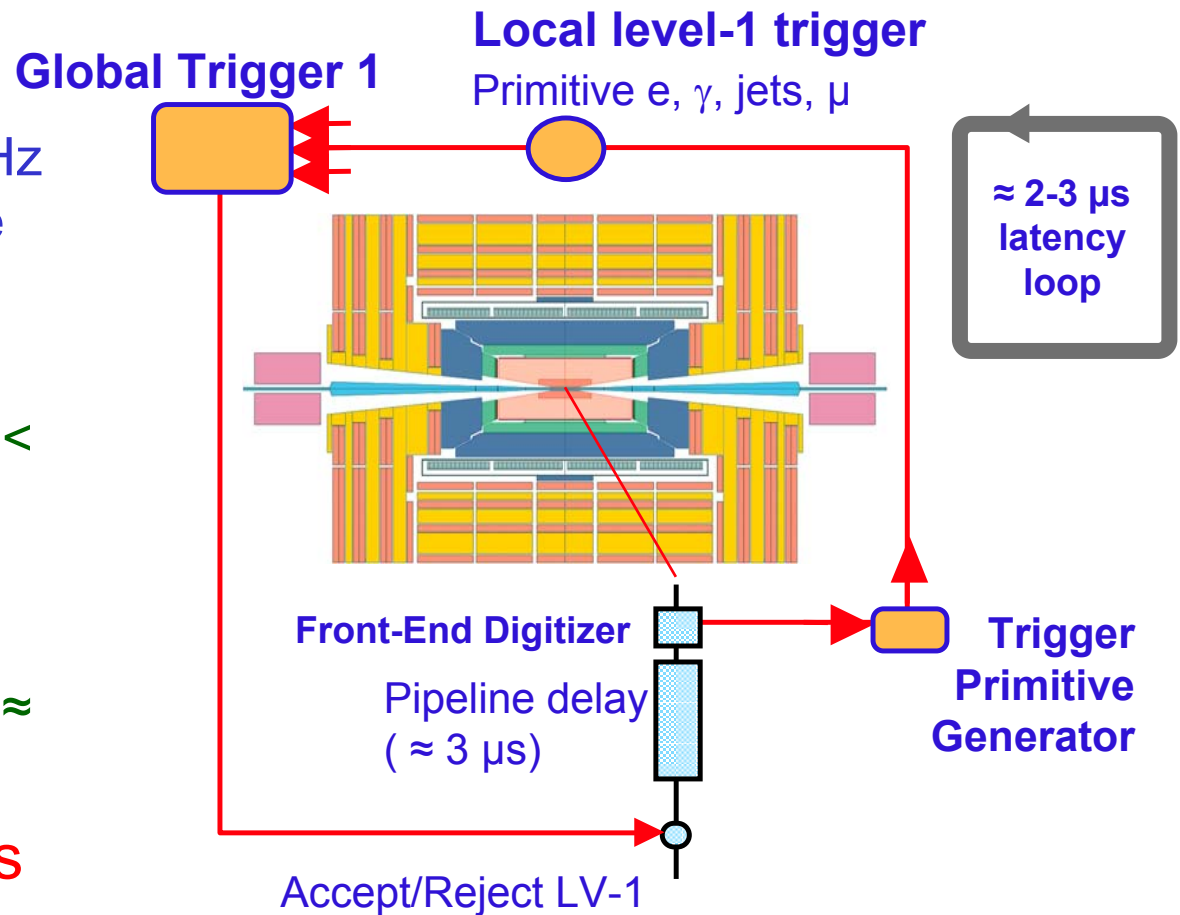 Local level-1 trigger
Global Trigger 1
Primitive e, γ, jets, μ
Hz
e
≈ 2-3 μs
latency
loop
<
Front-End Digitizer
Trigger
Primitive
Generator
Pipeline delay
( ≈ 3 μs)
≈
s
Accept/Reject LV-1